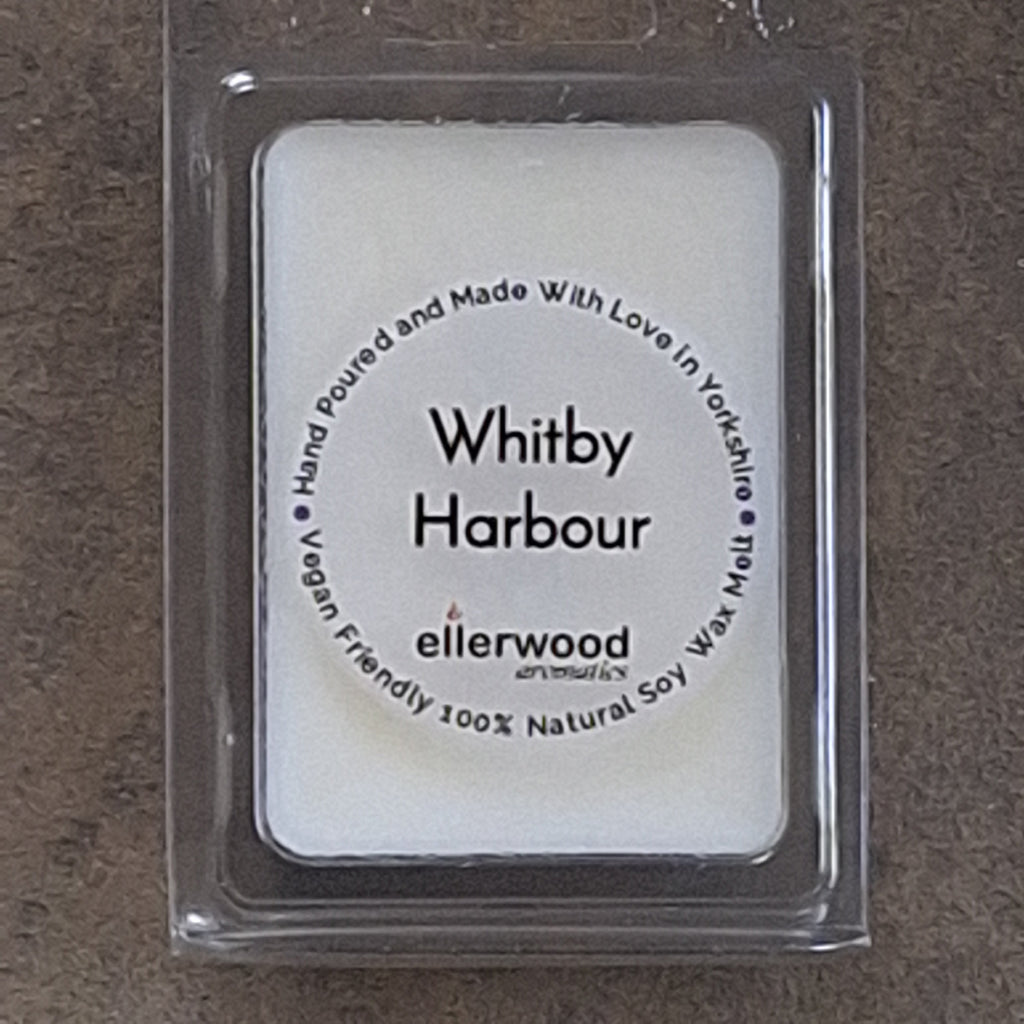 • Hand Poured and Made With Love in Yorkshire •
Whitby
Harbour
ellerwood
Vegan Friendly 100% Natural Soy Wax Melt